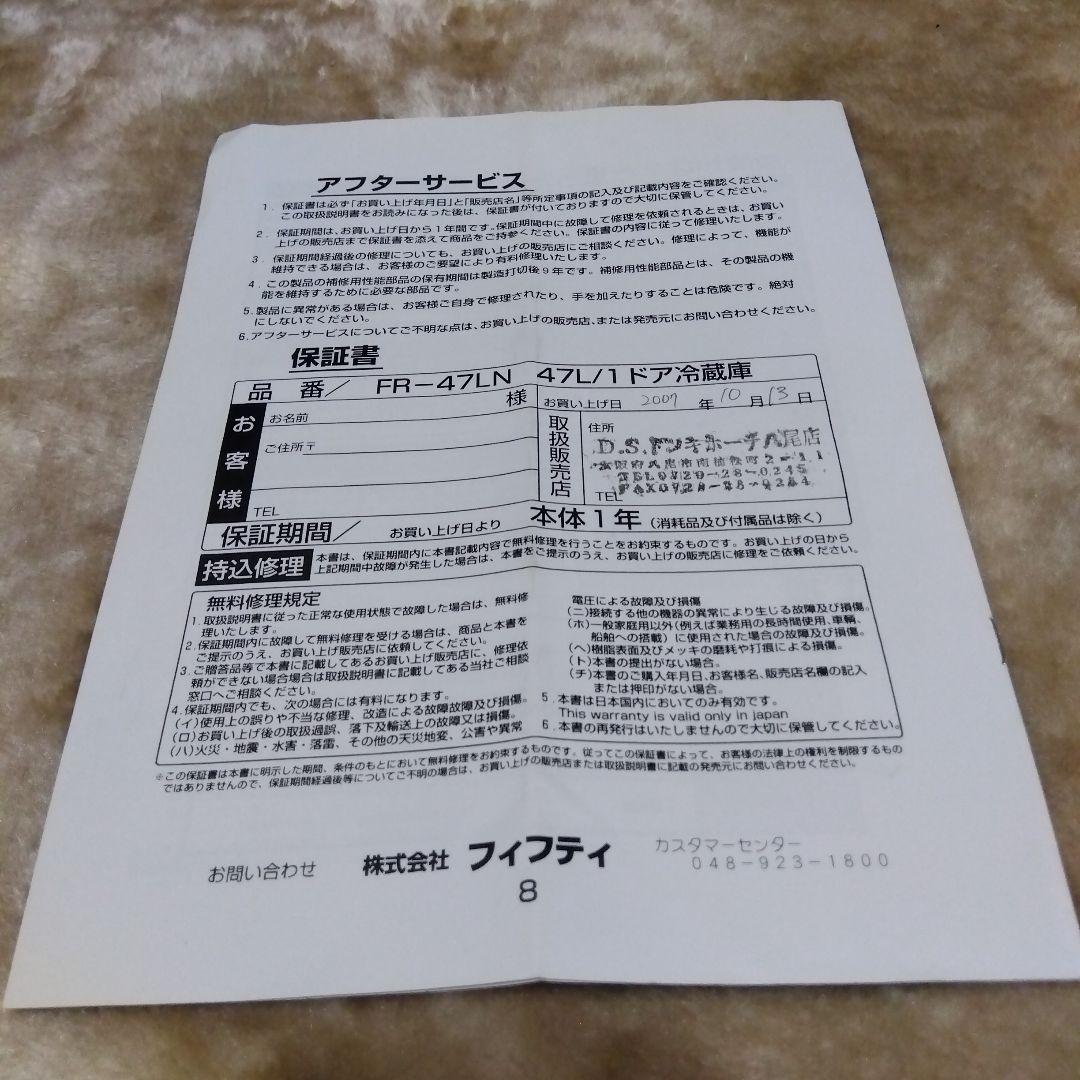 アフターサービス
1. 保証書は必ず「お買い上げ年月日」と「販売店名」等所定事項の記入及び記載内容をご確認ください。
この取扱説明書をお読みになった後は、保証書が付いておりますので大切に保管してください。
2. 保証期間は、お買い上げ日から1年間です。保証期間中に故障して修理を依頼されるときは、お買い
上げの販売店まで保証書を添えて商品をご持参ください。保証書の内容に従って修理いたします。
3. 保証期間経過後の修理についても、お買い上げの販売店にご相談ください。修理によって、機能が
維持できる場合は、お客様のご要望により有料修理いたします。
4. この製品の補修用性能部品の保有期間は製造打切後9年です。補修用性能部品とは、その製品の機
能を維持するために必要な部品です。
5. 製品に異常がある場合は、お客様ご自身で修理されたり、手を加えたりすることは危険です。絶対
にしないでください。
6. アフターサービスについてご不明な点は、お買い上げの販売店、または発売元にお問い合わせください。
保証書
品番/ FR-47LN 47L/1ドア冷蔵庫
お客様
お名前 様
ご住所〒
TEL
お買い上げ日 2007年10月13日
取扱販売店
住所
D.S.ドンキホーテ八尾店
TEL
保証期間/ お買い上げ日より 本体1年(消耗品及び付属品は除く)
持込修理
本書は、保証期間内に本書記載内容で無料修理を行うことをお約束するものです。お買い上げの日から
上記期間中故障が発生した場合は、本書をご提示のうえ、お買い上げの販売店に修理をご依頼ください。
無料修理規定
1. 取扱説明書に従った正常な使用状態で故障した場合は、無料修
理いたします。
2. 保証期間内に故障して無料修理を受ける場合は、商品と本書を
ご提示のうえ、お買い上げ販売店に依頼してください。
3. ご贈答品等で本書に記載してあるお買い上げ販売店に、修理依
頼ができない場合場合は取扱説明書に記載してある当社ご相談
窓口へご相談ください。
4. 保証期間内でも、次の場合には有料になります。
(イ)使用上の誤りや不当な修理、改造による故障故障及び損傷。
(ロ)お買い上げ後の取扱過誤、落下及輸送上の故障又は損傷。
(ハ)火災・地震・水害・落雷、その他の天災地変、公害や異常
電圧による故障及び損傷
(ニ)接続する他の機器の異常により生じる故障及び損傷。
(ホ)一般家庭用以外(例えば業務用の長時間使用、車輌、
船舶への搭載)に使用された場合の故障及び損傷。
(ヘ)樹脂表面及びメッキの磨耗や打痕による損傷。
(ト)本書の提出がない場合。
(チ)本書のご購入年月日、お客様名、販売店名欄の記入
または押印がない場合。
5. 本書は日本国内においてのみ有効です。
This warranty is valid only in japan
6. 本書の再発行はいたしませんので大切に保管してください。
※この保証書は本書に明示した期間、条件のもとにおいて無料修理をお約束するものです。従ってこの保証書によって、お客様の法律上の権利を制限するもの
ではありませんので、保証期間経過後等についてご不明の場合は、お買い上げの販売店または取扱説明書に記載の発売元にお問い合わせください。
お問い合わせ 株式会社 フィフティ カスタマーセンター
048-923-1800
8